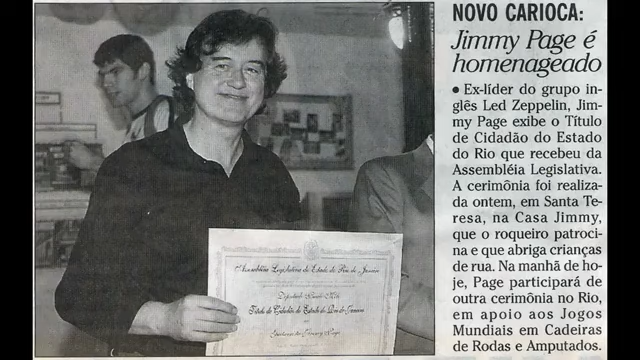 NOVO CARIOCA:
Jimmy Page é
homenageado
● Ex-líder do grupo in-
glês Led Zeppelin, Jim-
my Page exibe o Título
de Cidadão do Estado
do Rio que recebeu da
Assembléia Legislativa.
A cerimônia foi realiza-
da ontem, em Santa Te-
resa, na Casa Jimmy,
que o roqueiro patroci-
na e que abriga crianças
de rua. Na manhã de ho-
je, Page participará de
outra cerimônia no Rio,
em apoio aos Jogos
Mundiais em Cadeiras
de Rodas e Amputados.
Assembléia Legislativa do Estado do Rio de Janeiro
Título de Cidadão do Estado do Rio de Janeiro